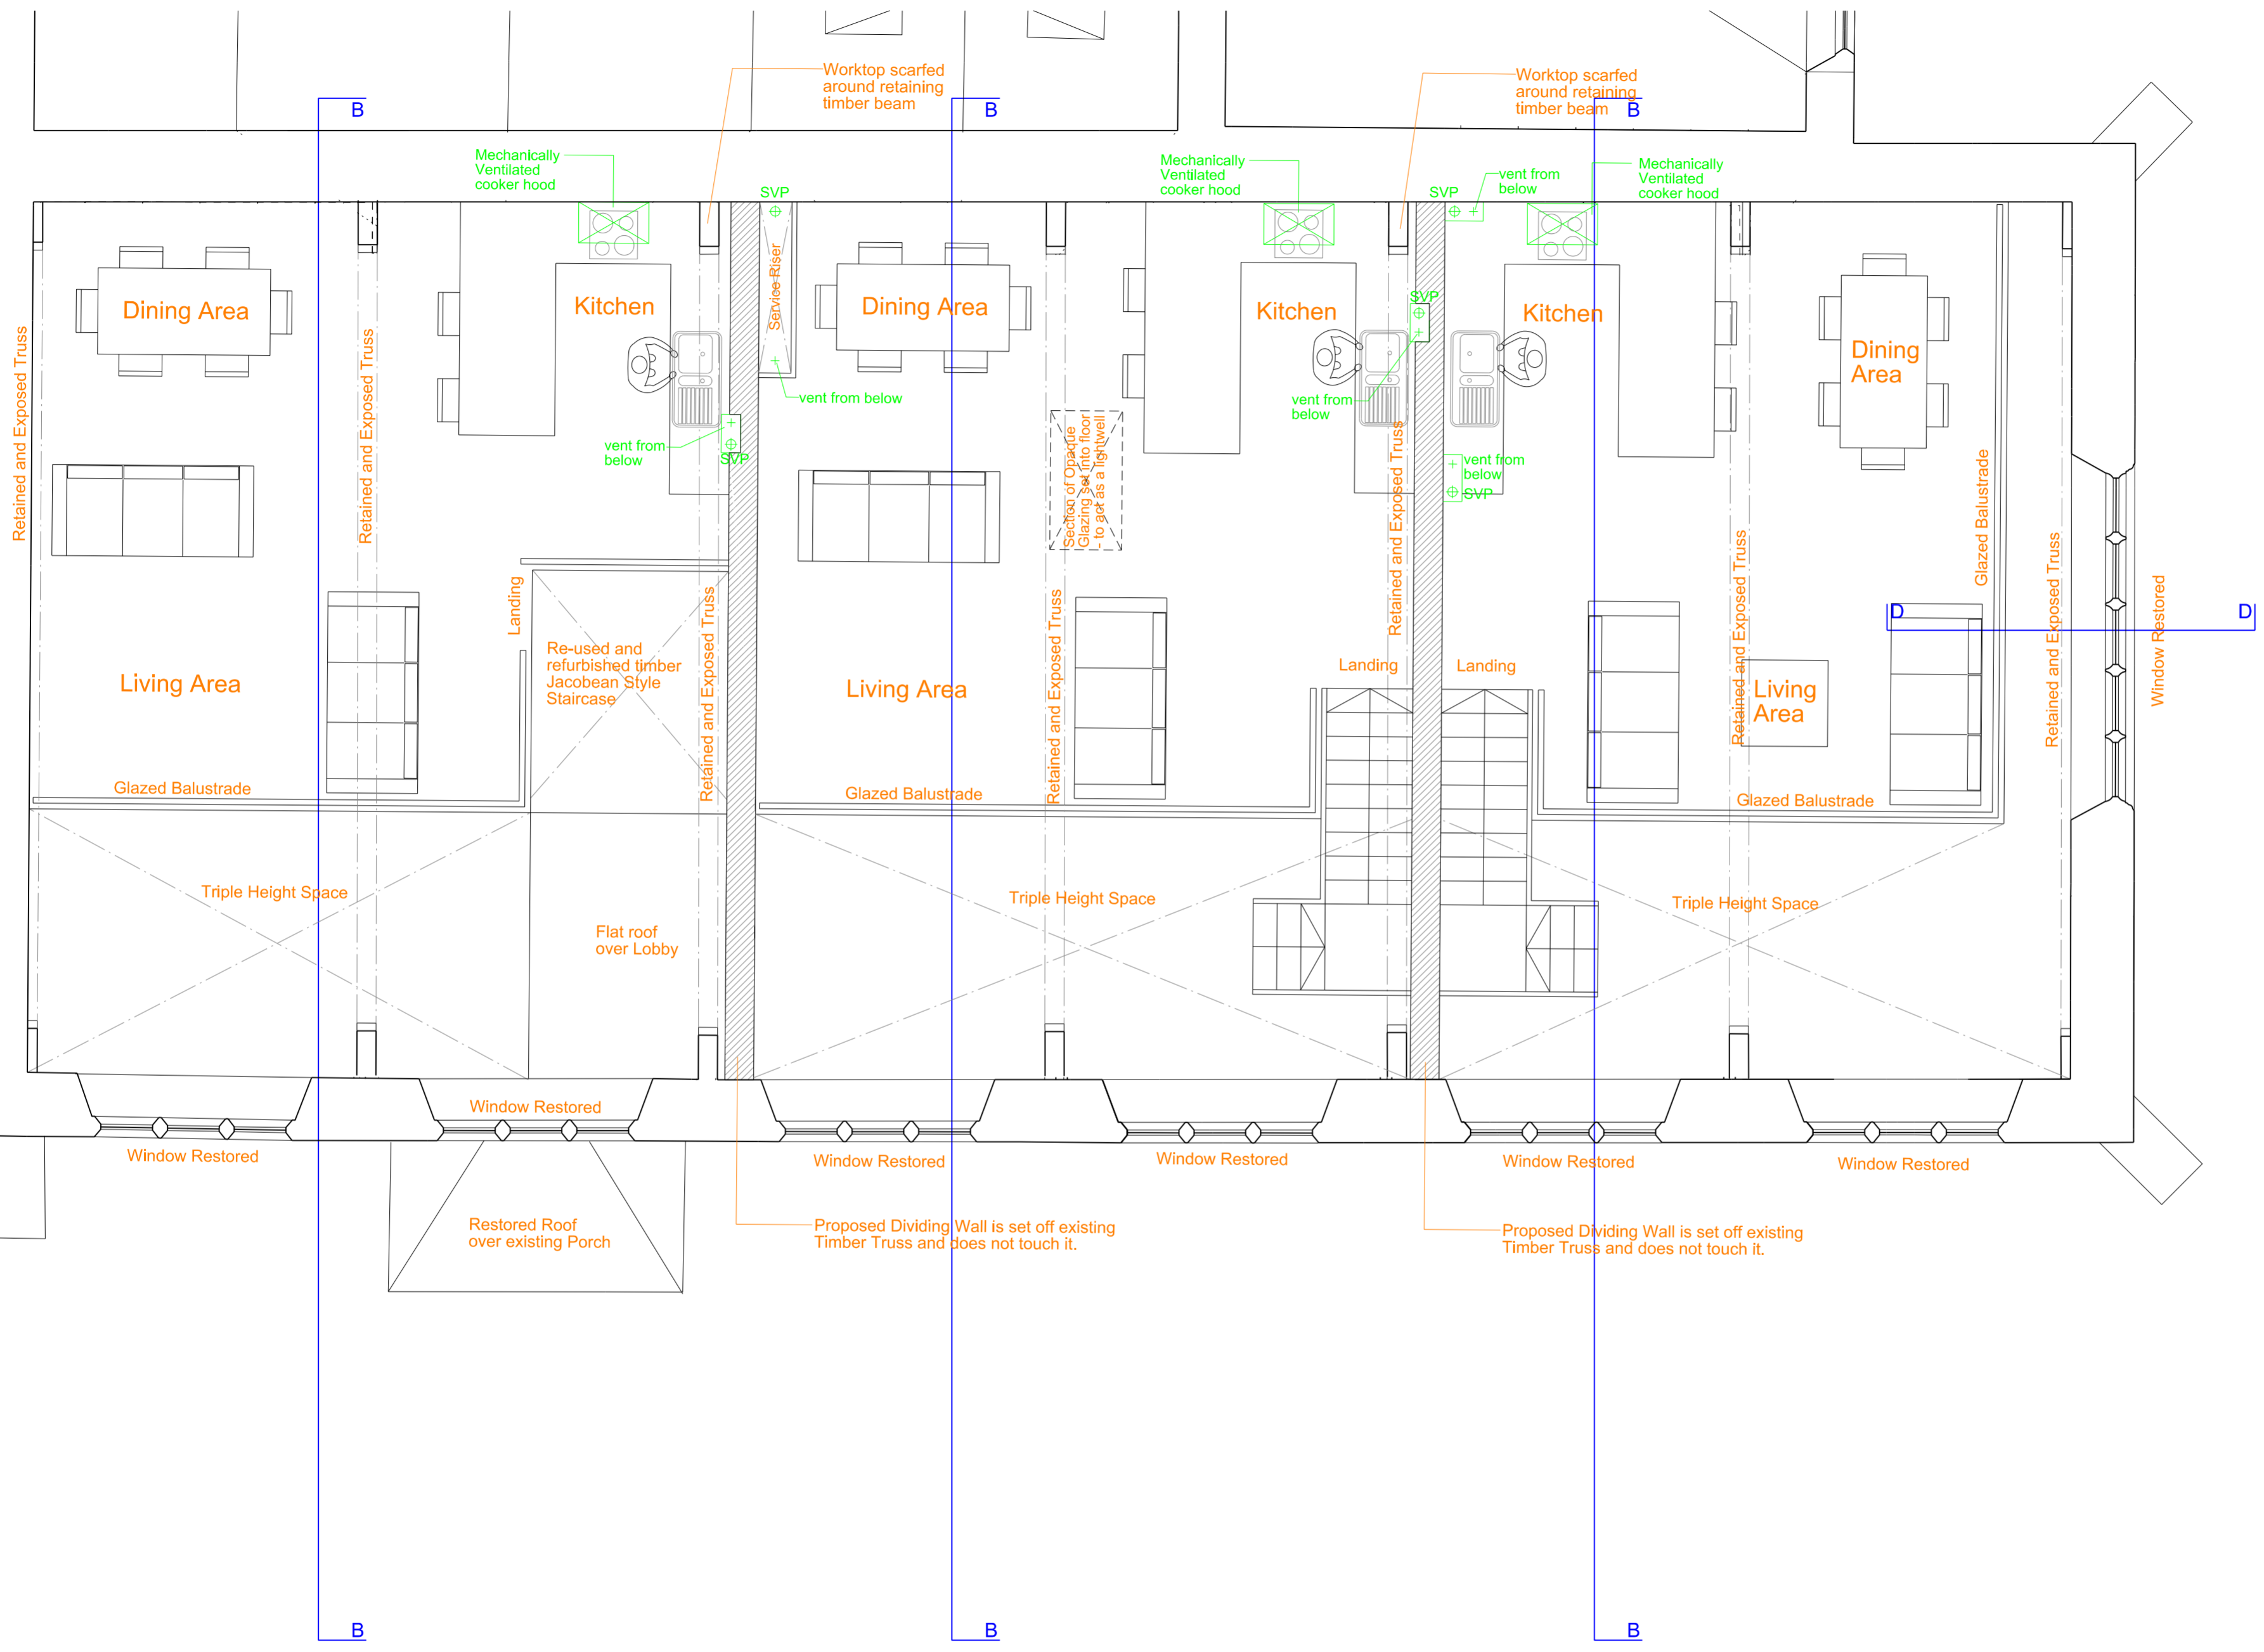 Worktop scarfed
around retaining
timber beam
Worktop scarfed
around retaining
timber beam
B
B
B
Mechanically
Ventilated
cooker hood
Mechanically
Ventilated
cooker hood
Mechanically
Ventilated
cooker hood
SVP
SVP
vent from
below
Dining Area
Kitchen
Service Riser
Dining Area
Kitchen
SVP
Kitchen
Dining
Area
Retained and Exposed Truss
Retained and Exposed Truss
vent from below
vent from
below
SVP
Section of Opaque
Glazing set into floor
- to act as a lightwell
vent from
below
Retained and Exposed Truss
vent from
below
SVP
Glazed Balustrade
Landing
Re-used and
refurbished timber
Jacobean Style
Staircase
Retained and Exposed Truss
Living Area
Living Area
Retained and Exposed Truss
Landing
Landing
Retained and Exposed Truss
Living
Area
Retained and Exposed Truss
D
D
Window Restored
Glazed Balustrade
Glazed Balustrade
Glazed Balustrade
Triple Height Space
Triple Height Space
Triple Height Space
Flat roof
over Lobby
Window Restored
Window Restored
Window Restored
Window Restored
Window Restored
Window Restored
Restored Roof
over existing Porch
Proposed Dividing Wall is set off existing
Timber Truss and does not touch it.
Proposed Dividing Wall is set off existing
Timber Truss and does not touch it.
B
B
B